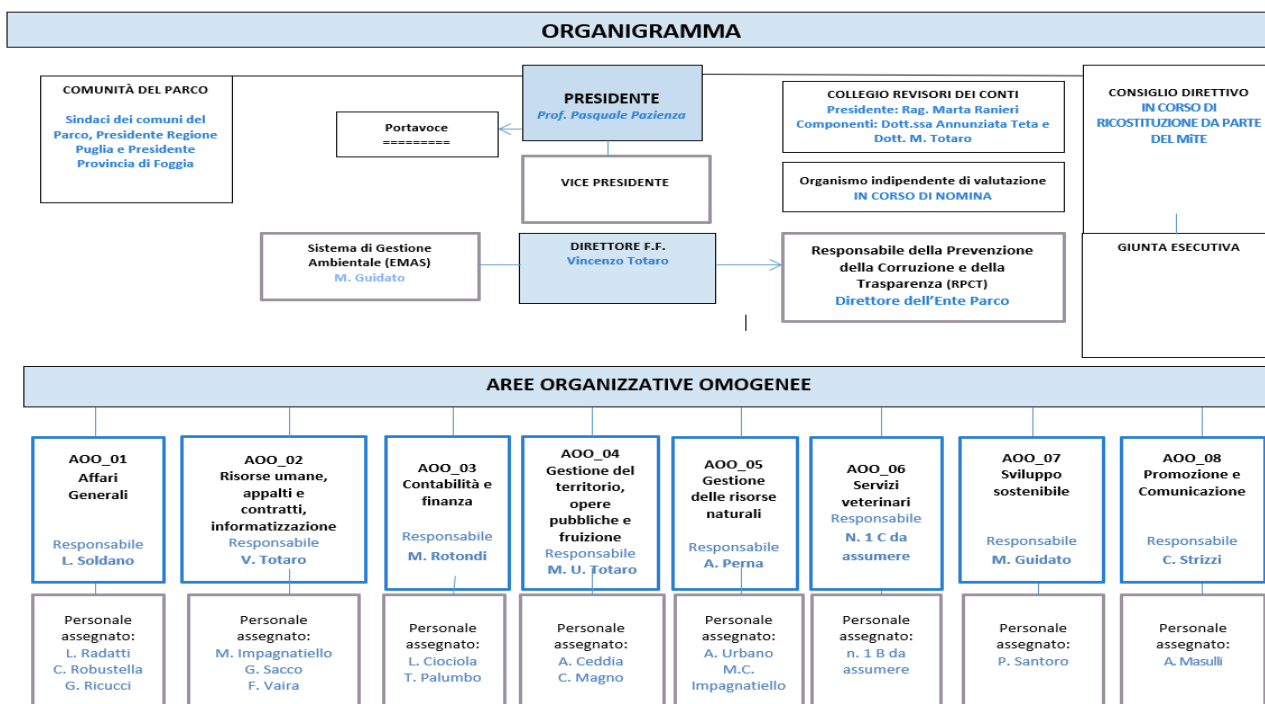 ORGANIGRAMMA
COMUNITÀ DEL PARCO
Sindaci dei comuni del
Parco, Presidente Regione
Puglia e Presidente
Provincia di Foggia
Portavoce
=========
PRESIDENTE
Prof. Pasquale Pazienza
VICE PRESIDENTE
COLLEGIO REVISORI DEI CONTI
Presidente: Rag. Marta Ranieri
Componenti: Dott.ssa Annunziata Teta e
Dott. M. Totaro
Organismo indipendente di valutazione
IN CORSO DI NOMINA
CONSIGLIO DIRETTIVO
IN CORSO DI
RICOSTITUZIONE DA PARTE
DEL MiTE
Sistema di Gestione
Ambientale (EMAS)
M. Guidato
DIRETTORE F.F.
Vincenzo Totaro
Responsabile della Prevenzione
della Corruzione e della
Trasparenza (RPCT)
Direttore dell'Ente Parco
GIUNTA ESECUTIVA
AREE ORGANIZZATIVE OMOGENEE
AOO_01
Affari
Generali
Responsabile
L. Soldano
AOO_02
Risorse umane,
appalti e
contratti,
informatizzazione
Responsabile
V. Totaro
AOO_03
Contabilità e
finanza
Responsabile
M. Rotondi
AOO_04
Gestione del
territorio,
opere
pubbliche e
fruizione
Responsabile
M. U. Totaro
AOO_05
Gestione
delle risorse
naturali
Responsabile
A. Perna
AOO_06
Servizi
veterinari
Responsabile
N. 1 C da
assumere
AOO_07
Sviluppo
sostenibile
Responsabile
M. Guidato
AOO_08
Promozione e
Comunicazione
Responsabile
C. Strizzi
Personale
assegnato:
L. Radatti
C. Robustella
G. Ricucci
Personale
assegnato:
M. Impagnatiello
G. Sacco
F. Vaira
Personale
assegnato:
L. Ciociola
T. Palumbo
Personale
assegnato:
A. Ceddia
C. Magno
Personale
assegnato:
A. Urbano
M.C.
Impagnatiello
Personale
assegnato:
n. 1 B da
assumere
Personale
assegnato:
P. Santoro
Personale
assegnato:
A. Masulli